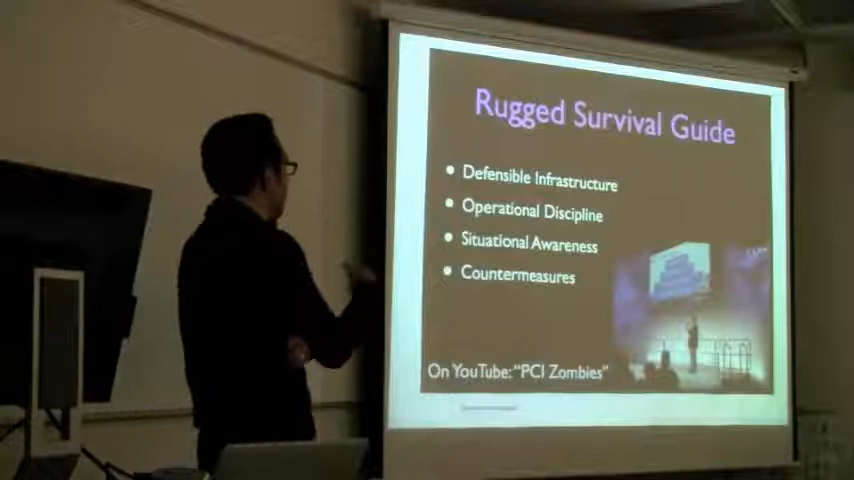 Rugged Survival Guide
Defensible Infrastructure
Operational Discipline
Situational Awareness
Countermeasures
On YouTube: "PCI Zombies"